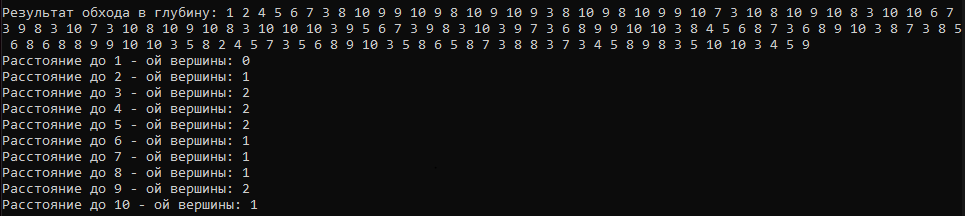 Результат обхода в глубину: 1 2 4 5 6 7 3 8 10 9 9 10 9 8 10 9 10 9 3 8 10 9 8 10 9 9 10 7 3 10 8 10 9 10 8 3 10 10 6 7
3 9 8 3 10 7 3 10 8 10 9 10 8 3 10 10 10 3 9 5 6 7 3 9 8 3 10 9 8 6 8 9 9 10 10 3 8 4 5 6 8 7 3 6 8 9 10 3 8 7 3 8 5
6 8 6 8 8 9 9 10 10 3 5 8 2 4 5 7 3 5 6 8 9 10 3 5 8 6 5 8 7 3 8 8 3 7 3 4 5 8 9 8 3 5 10 10 3 4 5 9
Расстояние до 1 - ой вершины: 0
Расстояние до 2 - ой вершины: 1
Расстояние до 3 - ой вершины: 2
Расстояние до 4 - ой вершины: 2
Расстояние до 5 - ой вершины: 2
Расстояние до 6 - ой вершины: 1
Расстояние до 7 - ой вершины: 1
Расстояние до 8 - ой вершины: 1
Расстояние до 9 - ой вершины: 2
Расстояние до 10 - ой вершины: 1